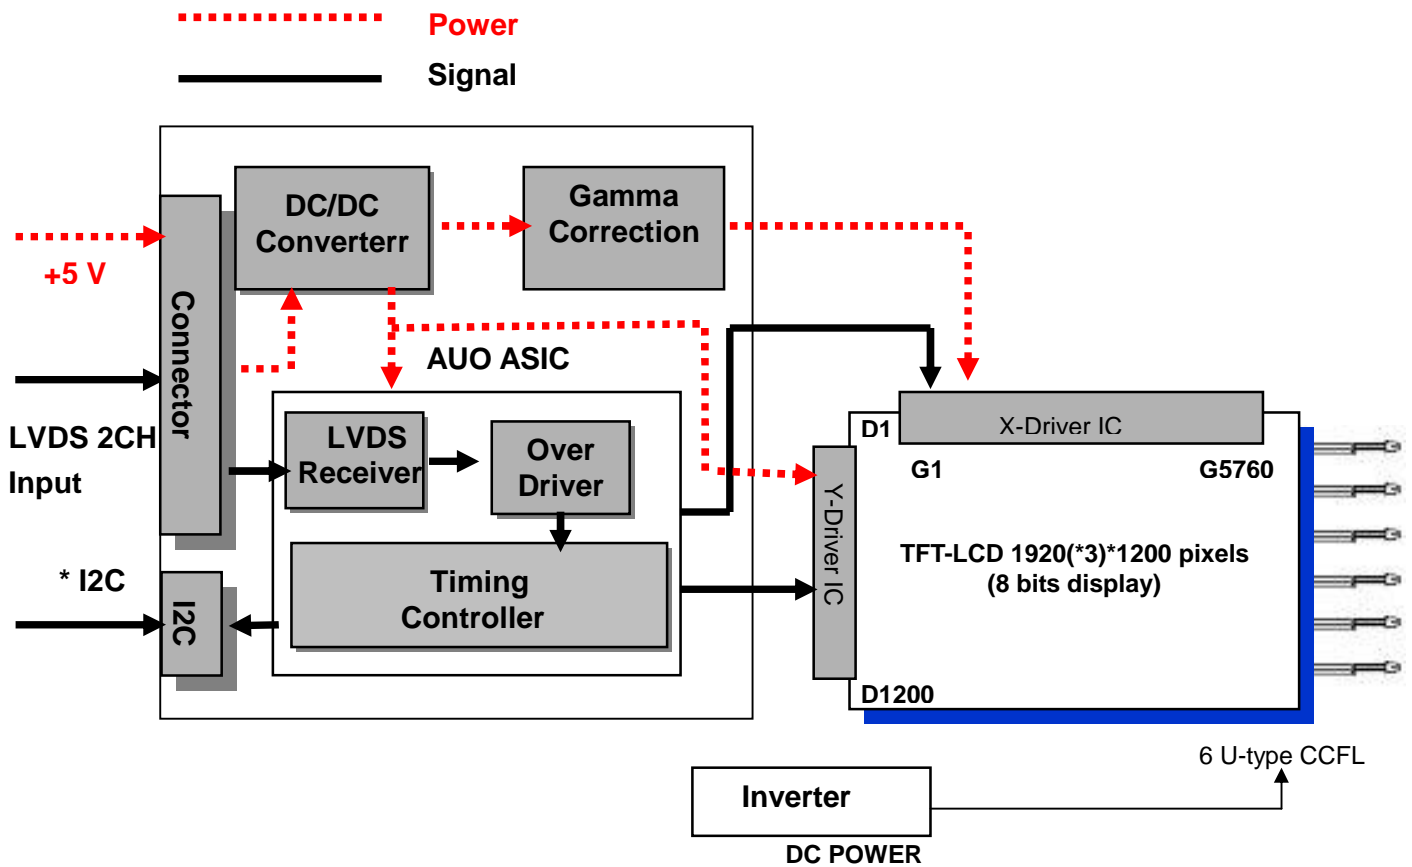 Power
Signal
DC/DC
Converterr
Gamma
Correction
+5 V
Connector
AUO ASIC
LVDS 2CH
Input
LVDS
Receiver
Over
Driver
X-Driver IC
D1
G1
G5760
Y-Driver IC
TFT-LCD 1920(*3)*1200 pixels
(8 bits display)
* I2C
I2C
Timing
Controller
D1200
6 U-type CCFL
Inverter
DC POWER